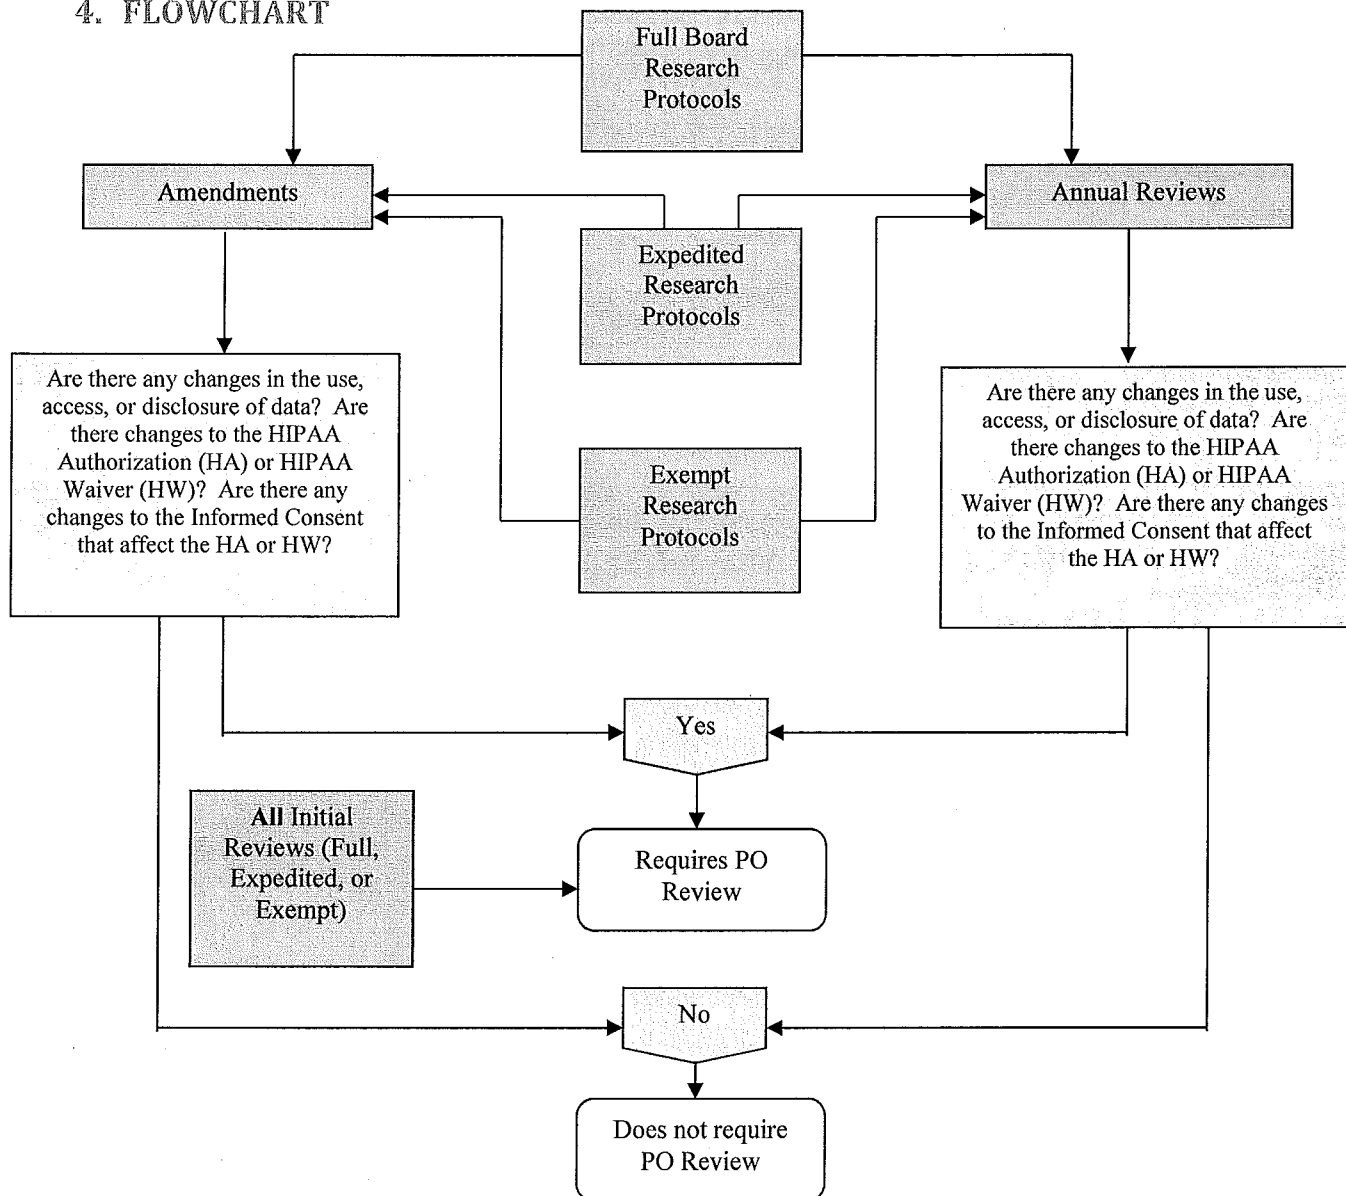 4. FLOWCHART
Full Board
Research
Protocols
Amendments
Annual Reviews
Expedited
Research
Protocols
Are there any changes in the use,
access, or disclosure of data? Are
there changes to the HIPAA
Authorization (HA) or HIPAA
Waiver (HW)? Are there any
changes to the Informed Consent
that affect the HA or HW?
Are there any changes in the use,
access, or disclosure of data? Are
there changes to the HIPAA
Authorization (HA) or HIPAA
Waiver (HW)? Are there any changes
to the Informed Consent that affect
the HA or HW?
Exempt
Research
Protocols
Yes
All Initial
Reviews (Full,
Expedited, or
Exempt)
Requires PO
Review
No
Does not require
PO Review